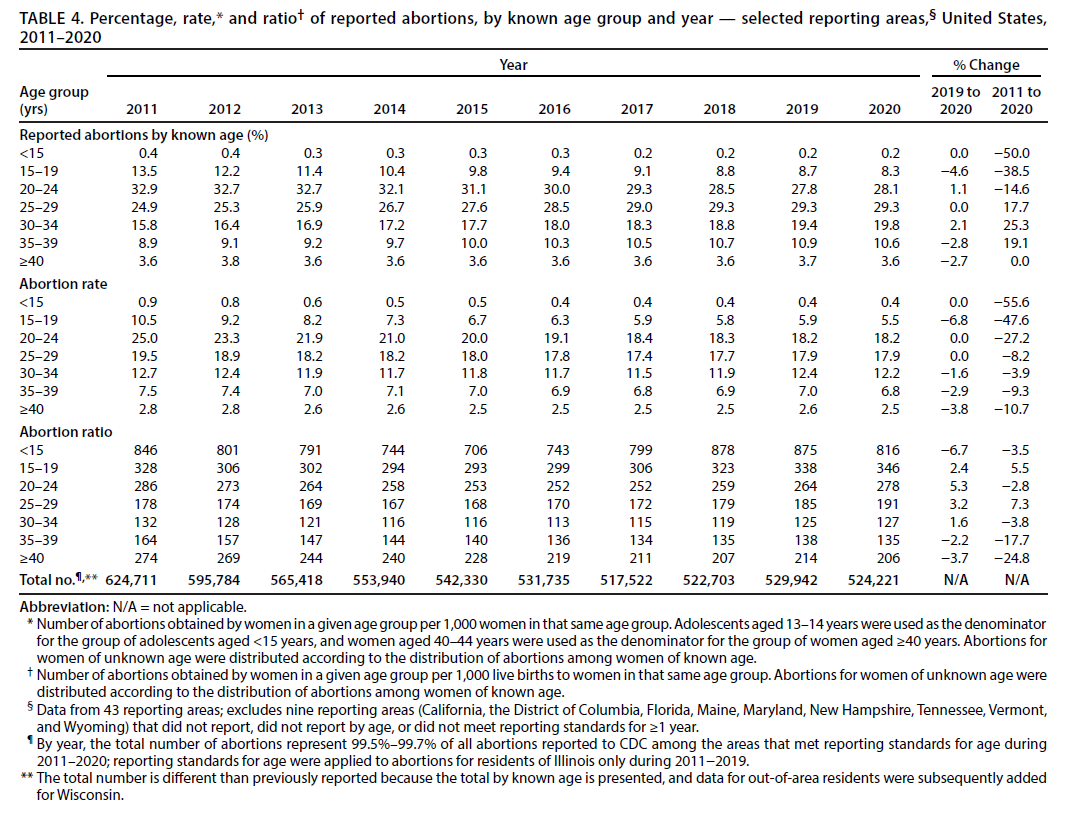 TABLE 4. Percentage, rate,* and ratio† of reported abortions, by known age group and year — selected reporting areas,§ United States,
2011–2020
Year % Change
Age group (yrs) 2011 2012 2013 2014 2015 2016 2017 2018 2019 2020 2019 to 2020 2011 to 2020
Reported abortions by known age (%)
<15 0.4 0.4 0.3 0.3 0.3 0.3 0.2 0.2 0.2 0.2 0.0 −50.0
15–19 13.5 12.2 11.4 10.4 9.8 9.4 9.1 8.8 8.7 8.3 −4.6 −38.5
20–24 32.9 32.7 32.7 32.1 31.1 30.0 29.3 28.5 27.8 28.1 1.1 −14.6
25–29 24.9 25.3 25.9 26.7 27.6 28.5 29.0 29.3 29.3 29.3 0.0 17.7
30–34 15.8 16.4 16.9 17.2 17.7 18.0 18.3 18.8 19.4 19.8 2.1 25.3
35–39 8.9 9.1 9.2 9.7 10.0 10.3 10.5 10.7 10.9 10.6 −2.8 19.1
≥40 3.6 3.8 3.6 3.6 3.6 3.6 3.6 3.6 3.7 3.6 −2.7 0.0
Abortion rate
<15 0.9 0.8 0.6 0.5 0.5 0.4 0.4 0.4 0.4 0.4 0.0 −55.6
15–19 10.5 9.2 8.2 7.3 6.7 6.3 5.9 5.8 5.9 5.5 −6.8 −47.6
20–24 25.0 23.3 21.9 21.0 20.0 19.1 18.4 18.3 18.2 18.2 0.0 −27.2
25–29 19.5 18.9 18.2 18.2 18.0 17.8 17.4 17.7 17.9 17.9 0.0 −8.2
30–34 12.7 12.4 11.9 11.7 11.8 11.7 11.5 11.9 12.4 12.2 −1.6 −3.9
35–39 7.5 7.4 7.0 7.1 7.0 6.9 6.8 6.9 7.0 6.8 −2.9 −9.3
≥40 2.8 2.8 2.6 2.6 2.5 2.5 2.5 2.5 2.6 2.5 −3.8 −10.7
Abortion ratio
<15 846 801 791 744 706 743 799 878 875 816 −6.7 −3.5
15–19 328 306 302 294 293 299 306 323 338 346 2.4 5.5
20–24 286 273 264 258 253 252 252 259 264 278 5.3 −2.8
25–29 178 174 169 167 168 170 172 179 185 191 3.2 7.3
30–34 132 128 121 116 116 113 115 119 125 127 1.6 −3.8
35–39 164 157 147 144 140 136 134 135 138 135 −2.2 −17.7
≥40 274 269 244 240 228 219 211 207 214 206 −3.7 −24.8
Total no.¶,** 624,711 595,784 565,418 553,940 542,330 531,735 517,522 522,703 529,942 524,221 N/A N/A
Abbreviation: N/A = not applicable.
* Number of abortions obtained by women in a given age group per 1,000 women in that same age group. Adolescents aged 13–14 years were used as the denominator
for the group of adolescents aged <15 years, and women aged 40–44 years were used as the denominator for the group of women aged ≥40 years. Abortions for
women of unknown age were distributed according to the distribution of abortions among women of known age.
† Number of abortions obtained by women in a given age group per 1,000 live births to women in that same age group. Abortions for women of unknown age were
distributed according to the distribution of abortions among women of known age.
§ Data from 43 reporting areas; excludes nine reporting areas (California, the District of Columbia, Florida, Maine, Maryland, New Hampshire, Tennessee, Vermont,
and Wyoming) that did not report, did not report by age, or did not meet reporting standards for ≥1 year.
¶ By year, the total number of abortions represent 99.5%–99.7% of all abortions reported to CDC among the areas that met reporting standards for age during
2011–2020; reporting standards for age were applied to abortions for residents of Illinois only during 2011–2019.
** The total number is different than previously reported because the total by known age is presented, and data for out-of-area residents were subsequently added
for Wisconsin.